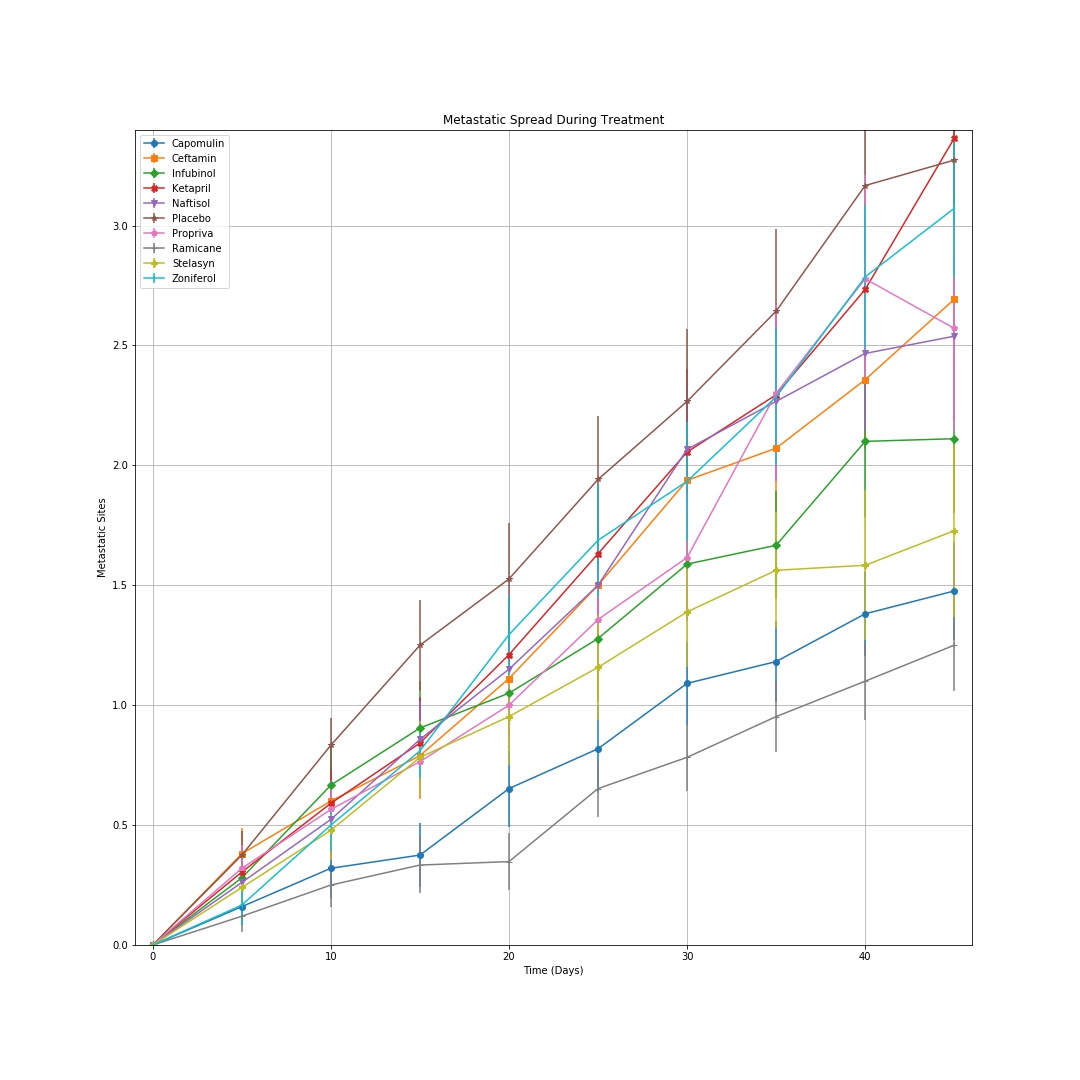 Metastatic Spread During Treatment
Capomulin
Ceftamin
Infubinol
Ketapril
Naftisol
Placebo
Propriva
Ramicane
Stelasyn
Zoniferol
Metastatic Sites
3.0
2.5
2.0
1.5
1.0
0.5
0.0
0 10 20 30 40
Time (Days)